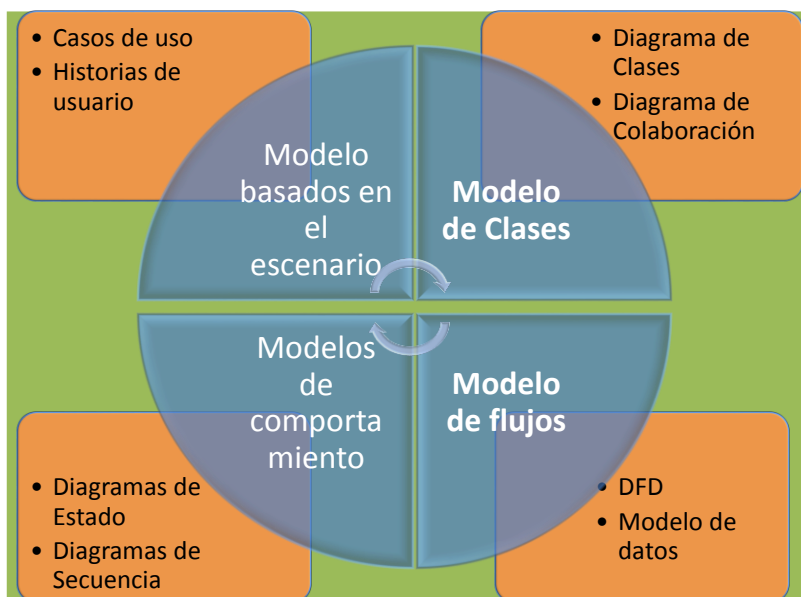 • Casos de uso
• Historias de
usuario
• Diagrama de
Clases
• Diagrama de
Colaboración
Modelo
basados en
el
escenario
Modelo
de Clases
Modelos
de
comporta
miento
Modelo
de flujos
• Diagramas de
Estado
• Diagramas de
Secuencia
• DFD
• Modelo de
datos